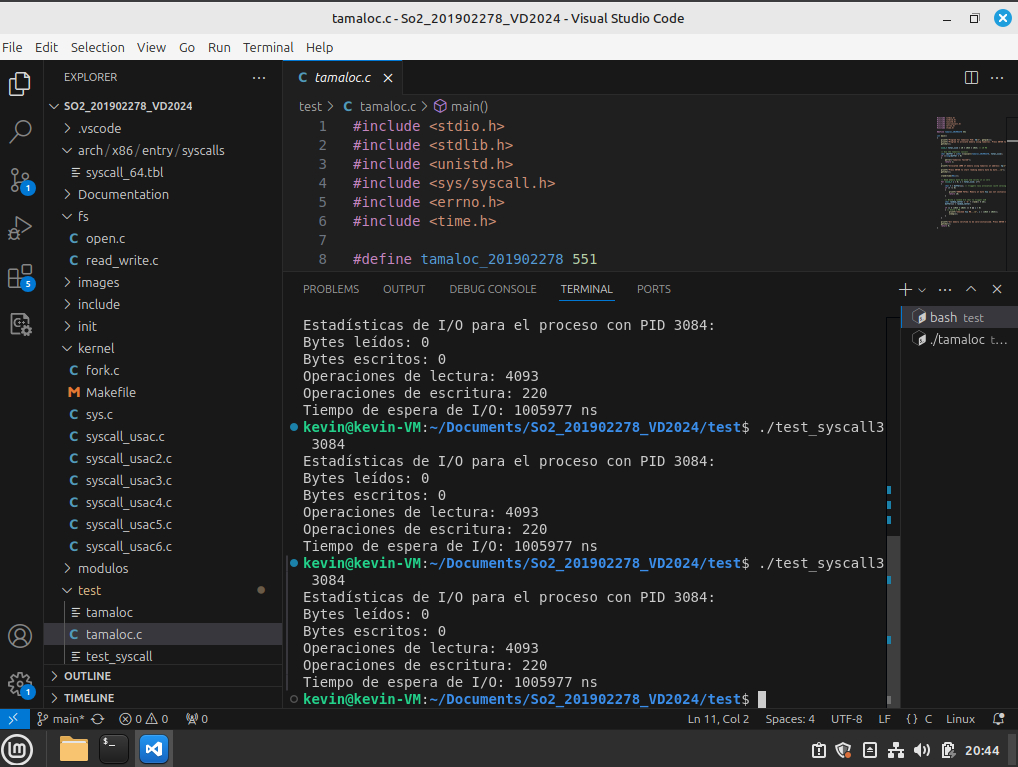 tamaloc.c - So2_201902278_VD2024 - Visual Studio Code
File Edit Selection View Go Run Terminal Help
EXPLORER
SO2_201902278_VD2024
.vscode
arch/x86/entry/syscalls
syscall_64.tbl
Documentation
fs
open.c
read_write.c
images
include
init
kernel
fork.c
Makefile
sys.c
syscall_usac.c
syscall_usac2.c
syscall_usac3.c
syscall_usac4.c
syscall_usac5.c
syscall_usac6.c
modulos
test
tamaloc
tamaloc.c
test_syscall
OUTLINE
TIMELINE
1
5
1
tamaloc.c
test > C tamaloc.c > main()
1 #include <stdio.h>
2 #include <stdlib.h>
3 #include <unistd.h>
4 #include <sys/syscall.h>
5 #include <errno.h>
6 #include <time.h>
7
8 #define tamaloc_201902278 551
PROBLEMS OUTPUT DEBUG CONSOLE TERMINAL PORTS
Estadísticas de I/O para el proceso con PID 3084:
Bytes leídos: 0
Bytes escritos: 0
Operaciones de lectura: 4093
Operaciones de escritura: 220
Tiempo de espera de I/O: 1005977 ns
kevin@kevin-VM:~/Documents/So2_201902278_VD2024/test$ ./test_syscall3
3084
Estadísticas de I/O para el proceso con PID 3084:
Bytes leídos: 0
Bytes escritos: 0
Operaciones de lectura: 4093
Operaciones de escritura: 220
Tiempo de espera de I/O: 1005977 ns
kevin@kevin-VM:~/Documents/So2_201902278_VD2024/test$ ./test_syscall3
3084
Estadísticas de I/O para el proceso con PID 3084:
Bytes leídos: 0
Bytes escritos: 0
Operaciones de lectura: 4093
Operaciones de escritura: 220
Tiempo de espera de I/O: 1005977 ns
kevin@kevin-VM:~/Documents/So2_201902278_VD2024/test$
bash test
./tamaloc t...
main* 0 0 0 Ln 11, Col 2 Spaces: 4 UTF-8 LF {} C Linux
20:44